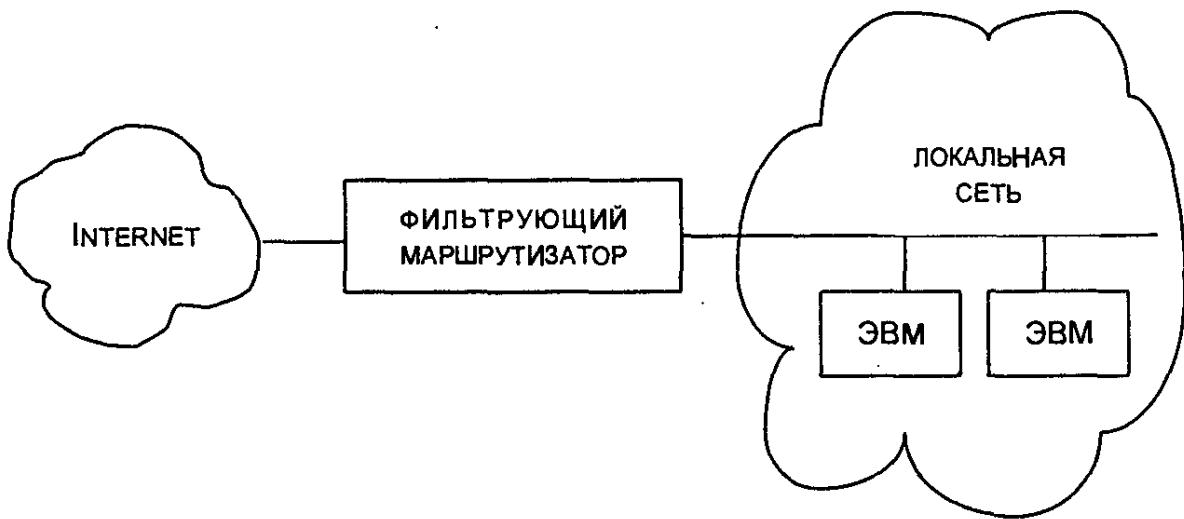 INTERNET
ФИЛЬТРУЮЩИЙ
МАРШРУТИЗАТОР
ЛОКАЛЬНАЯ
СЕТЬ
ЭВМ
ЭВМ